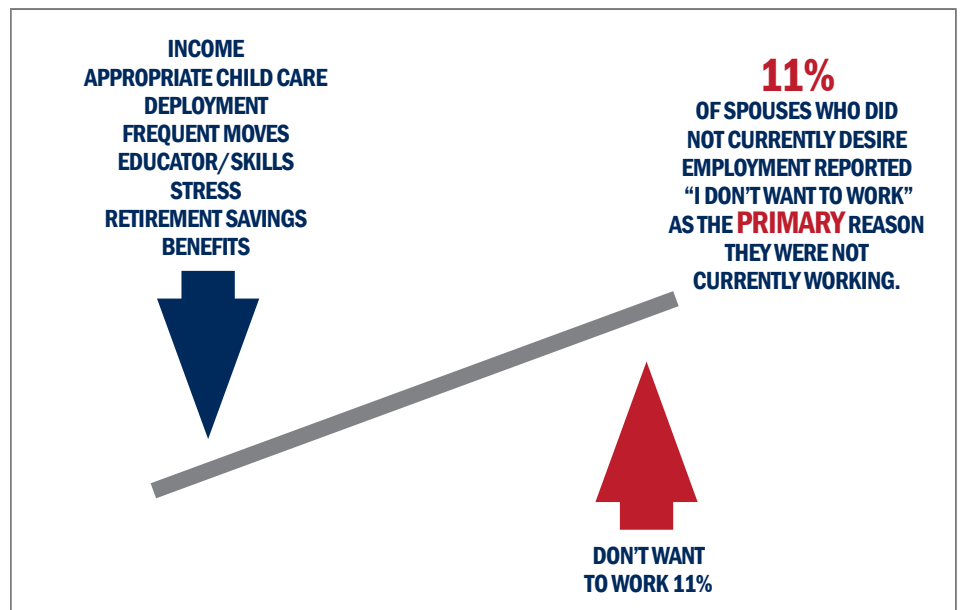 INCOME
APPROPRIATE CHILD CARE
DEPLOYMENT
FREQUENT MOVES
EDUCATOR/SKILLS
STRESS
RETIREMENT SAVINGS
BENEFITS
11%
OF SPOUSES WHO DID
NOT CURRENTLY DESIRE
EMPLOYMENT REPORTED
“I DON’T WANT TO WORK”
AS THE PRIMARY REASON
THEY WERE NOT
CURRENTLY WORKING.
DON’T WANT
TO WORK 11%